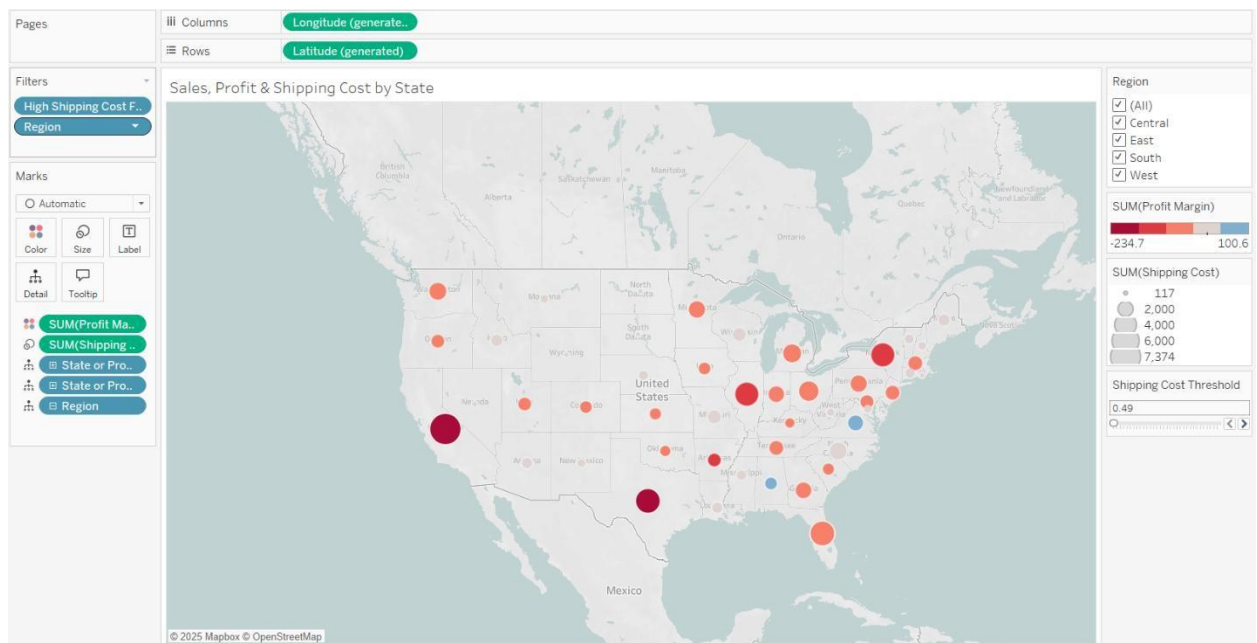 Pages
Columns
Longitude (generate..
Rows
Latitude (generated)
Filters
High Shipping Cost F..
Region
Marks
Automatic
Color
Size
Label
Detail
Tooltip
SUM(Profit Ma..
SUM(Shipping ..
State or Pro..
State or Pro..
Region
Sales, Profit & Shipping Cost by State
British
Columbia
Alberta
Saskatchewan
Manitoba
Ontario
Quebec
Newfoundland
and Labrador
Nova Scotia
North
Dakota
South
Dakota
Wyoming
Nevada
United
States
Kentucky
West
Mexico
© 2025 Mapbox © OpenStreetMap
Region
(All)
Central
East
South
West
SUM(Profit Margin)
-234.7
100.6
SUM(Shipping Cost)
117
2,000
4,000
6,000
7,374
Shipping Cost Threshold
0.49